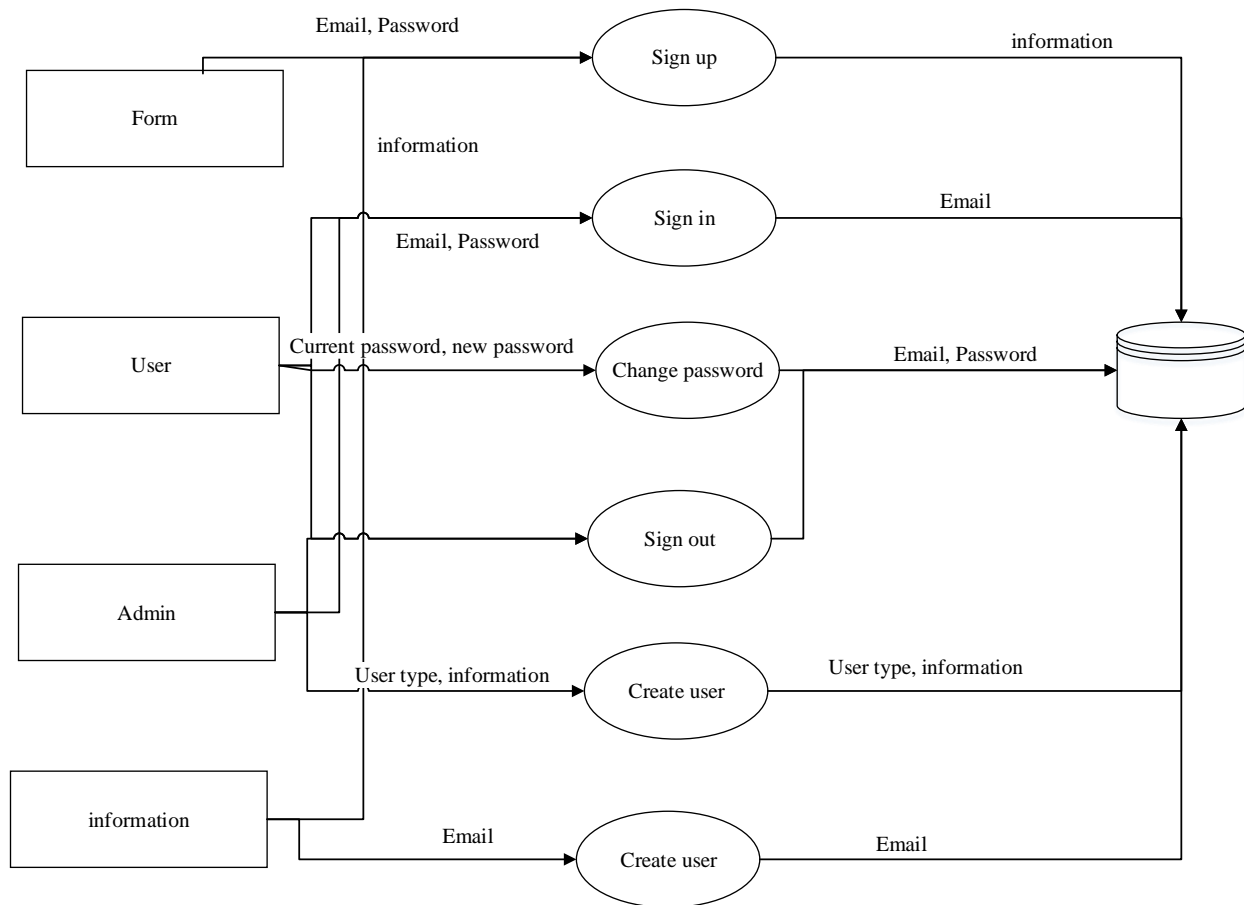 Email, Password
Sign up
information
Form
information
Sign in
Email
Email, Password
User
Current password, new password
Change password
Email, Password
Sign out
Admin
User type, information
Create user
User type, information
information
Email
Create user
Email